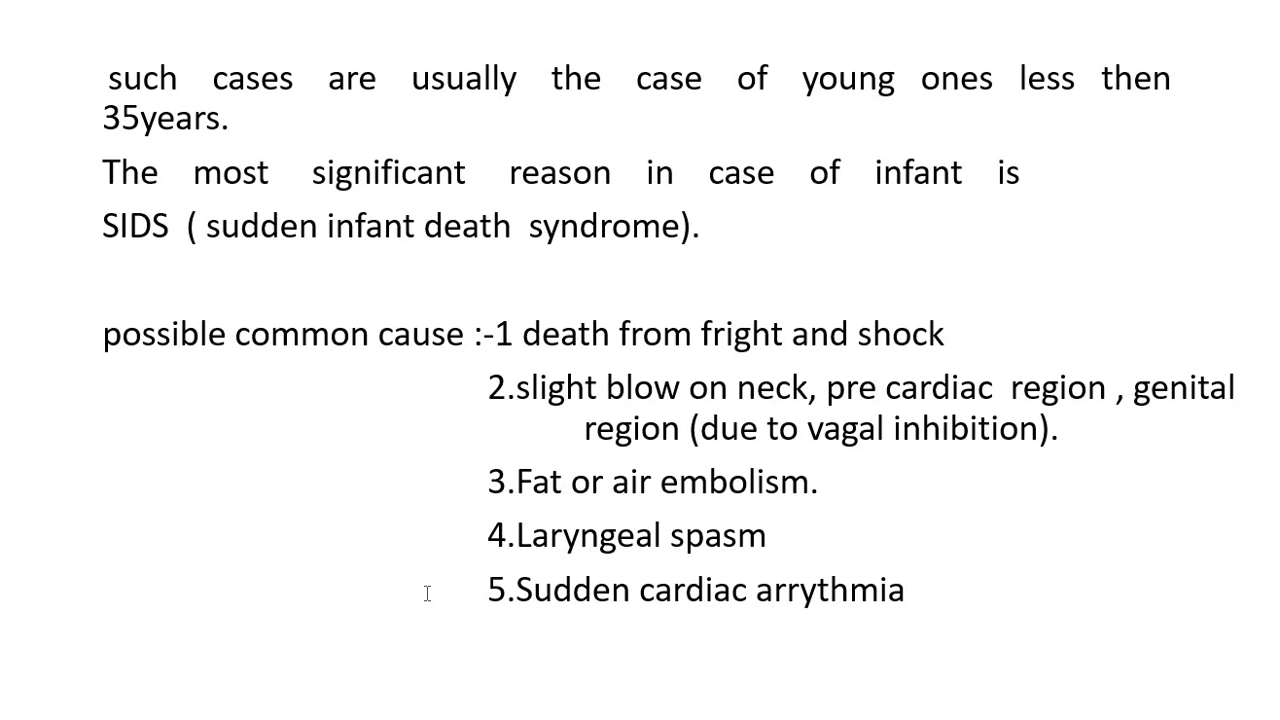 such cases are usually the case of young ones less then
35years.
The most significant reason in case of infant is
SIDS ( sudden infant death syndrome).
possible common cause :-1 death from fright and shock
2.slight blow on neck, pre cardiac region , genital
region (due to vagal inhibition).
3.Fat or air embolism.
4.Laryngeal spasm
5.Sudden cardiac arrythmia